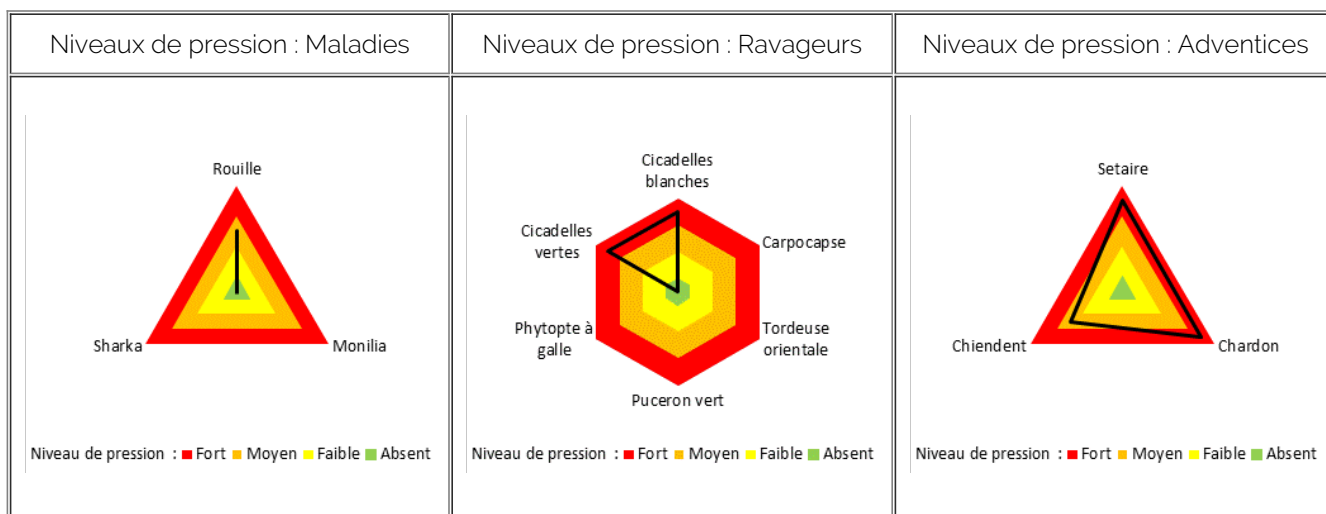 Niveaux de pression : Maladies
Niveaux de pression : Ravageurs
Niveaux de pression : Adventices
Rouille
Sharka
Monilia
Niveau de pression : Fort Moyen Faible Absent
Cicadelles
blanches
Cicadelles
vertes
Carpocapse
Phytopte à
galle
Tordeuse
orientale
Puceron vert
Niveau de pression : Fort Moyen Faible Absent
Setaire
Chiendent
Chardon
Niveau de pression : Fort Moyen Faible Absent